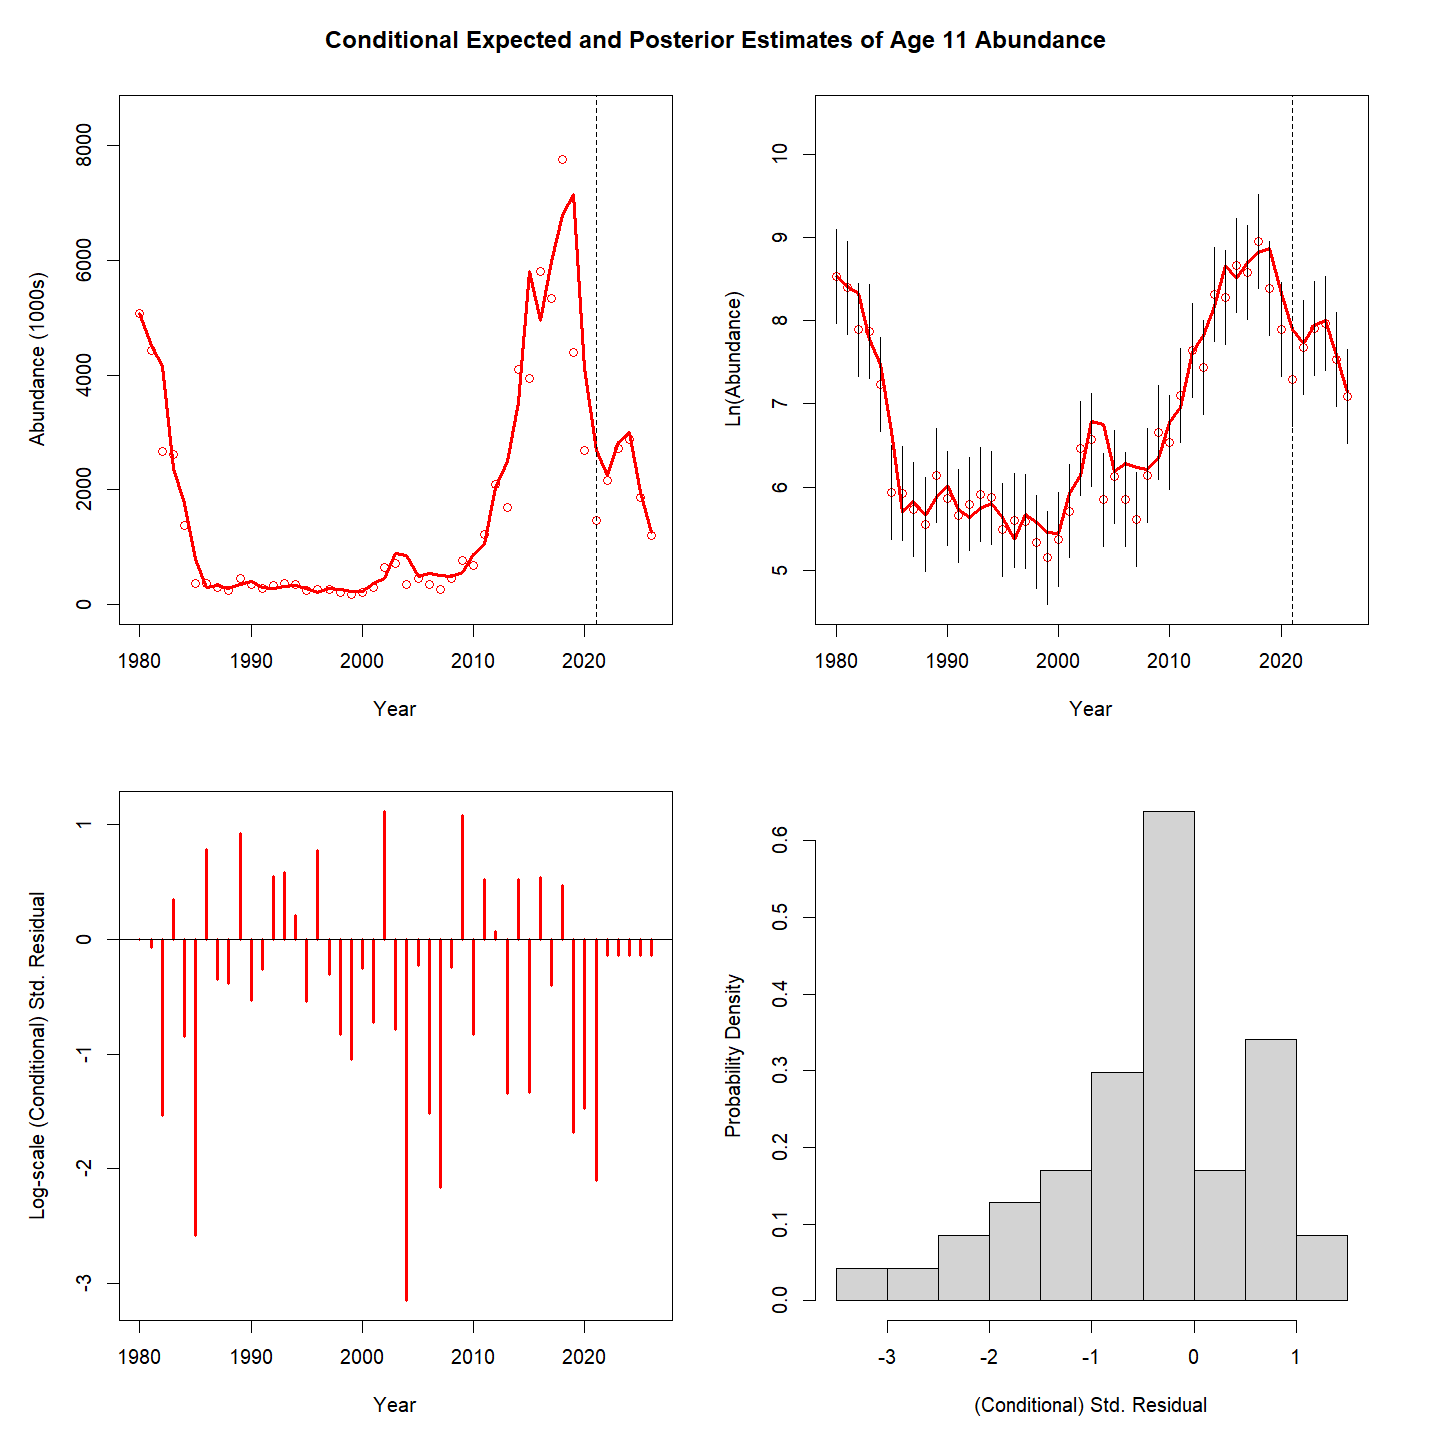 Conditional Expected and Posterior Estimates of Age 11 Abundance
Abundance (1000s)
8000
6000
4000
2000
0
1980 1990 2000 2010 2020
Year
Ln(Abundance)
10
9
8
7
6
5
1980 1990 2000 2010 2020
Year
Log-scale (Conditional) Std. Residual
1
0
-1
-2
-3
1980 1990 2000 2010 2020
Year
Probability Density
0.6
0.5
0.4
0.3
0.2
0.1
0.0
-3 -2 -1 0 1
(Conditional) Std. Residual